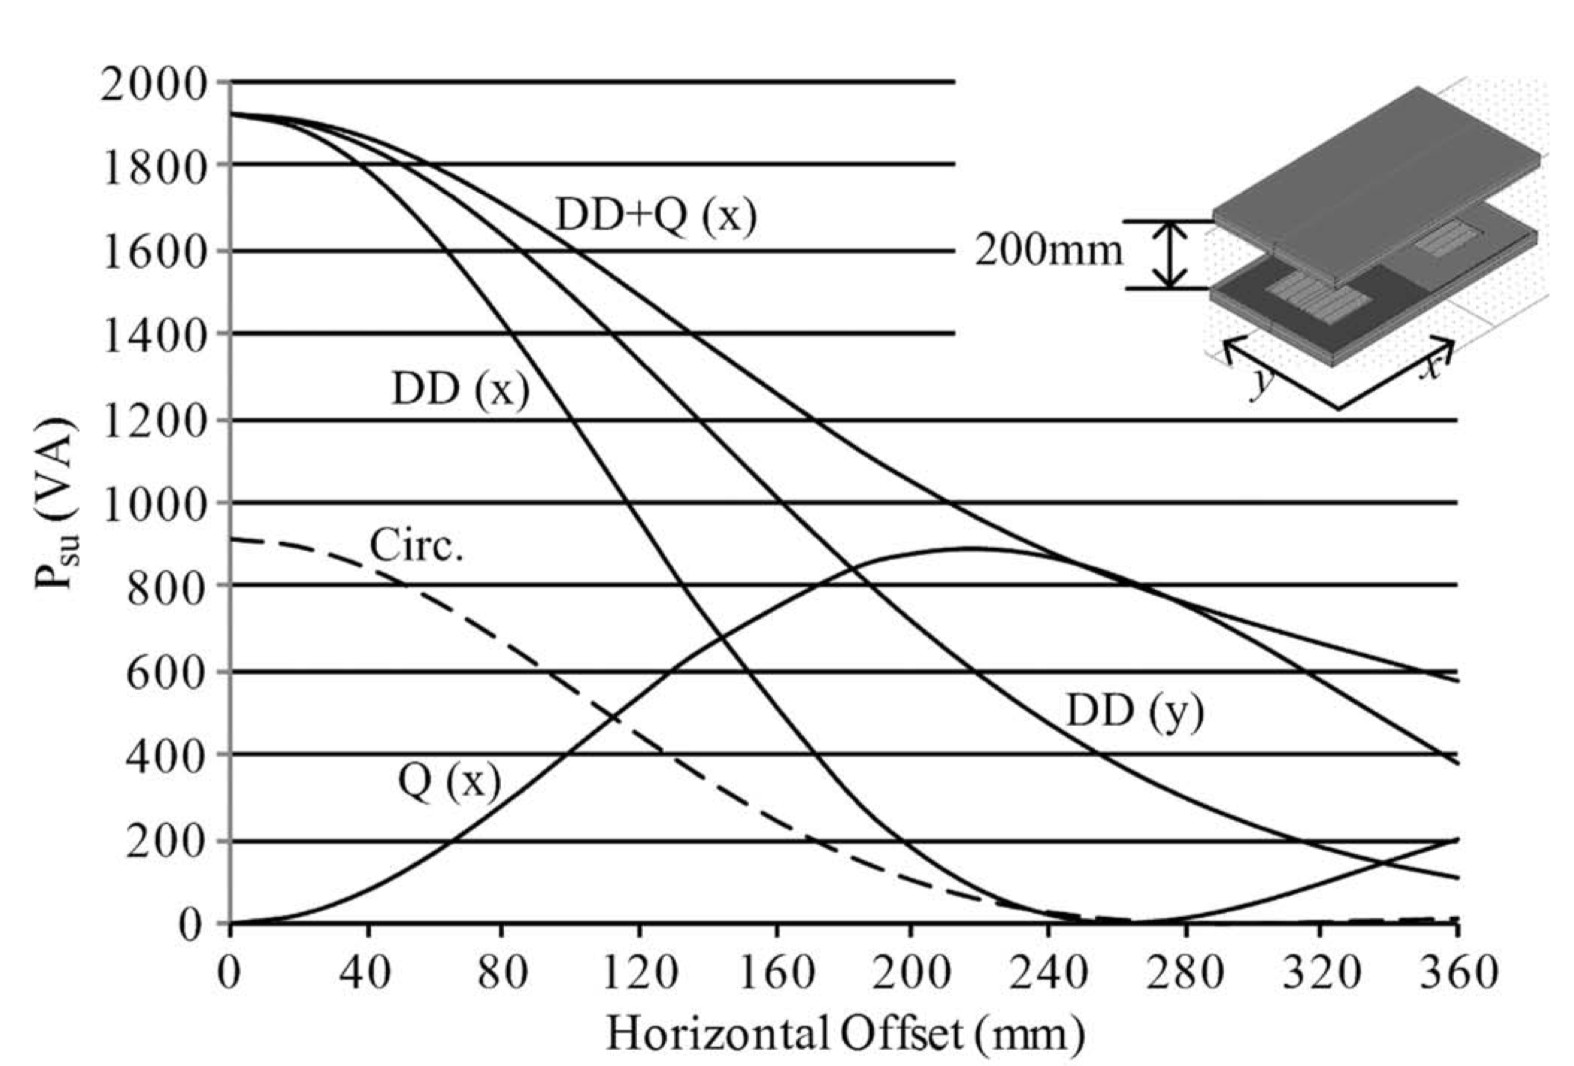 2000
1800
1600
1400
1200
1000
800
600
400
200
0
P_su (VA)
DD+Q (x)
200mm
DD (x)
y
x
Circ.
DD (y)
Q (x)
0 40 80 120 160 200 240 280 320 360
Horizontal Offset (mm)